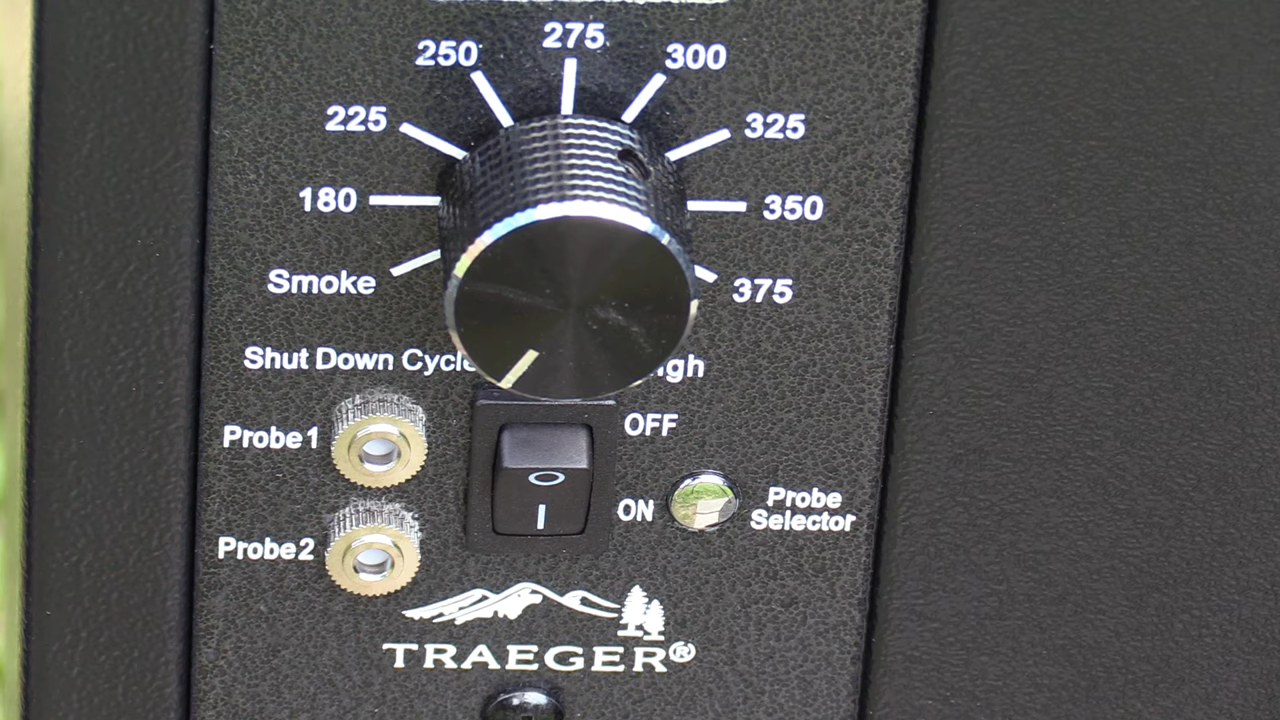 275
250
300
225
325
180
350
Smoke
375
Shut Down Cycle
OFF
Probe 1
ON
Probe
Selector
Probe 2
TRAEGER®